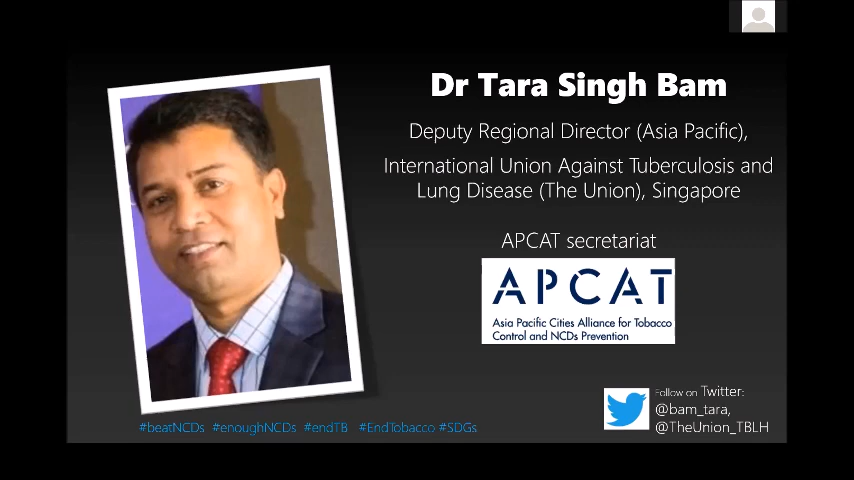 Dr Tara Singh Bam
Deputy Regional Director (Asia Pacific),
International Union Against Tuberculosis and
Lung Disease (The Union), Singapore
APCAT secretariat
APCAT
Asia Pacific Cities Alliance for Tobacco
Control and NCDs Prevention
Follow on Twitter:
@bam_tara,
@TheUnion_TBLH
#beatNCDs #enoughNCDs #endTB #EndTobacco #SDGs